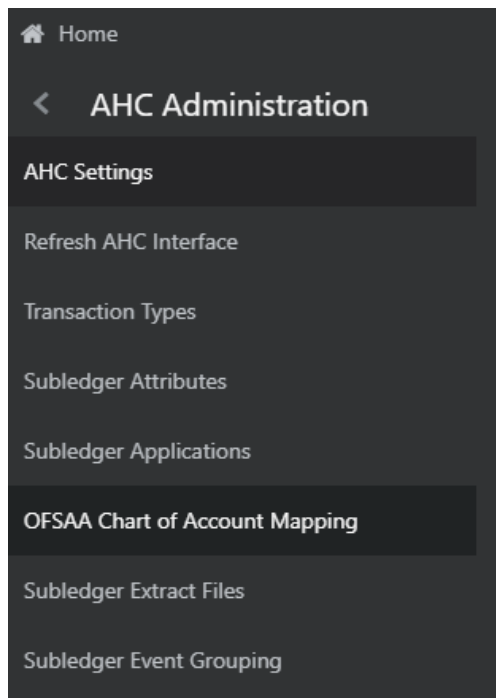 Home
AHC Administration
AHC Settings
Refresh AHC Interface
Transaction Types
Subledger Attributes
Subledger Applications
OFSAA Chart of Account Mapping
Subledger Extract Files
Subledger Event Grouping